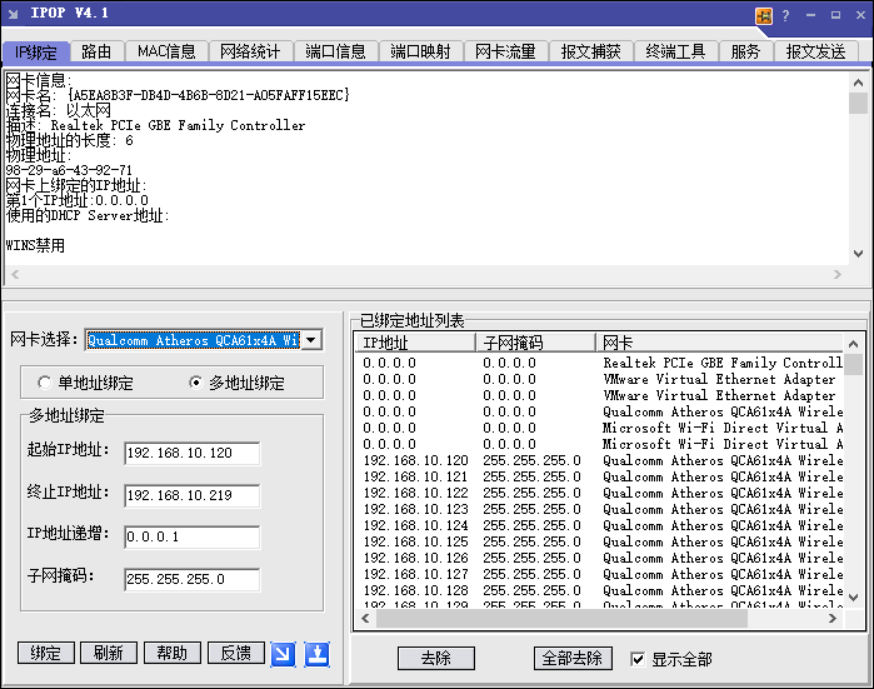 IPOP V4.1
IP绑定 路由 MAC信息 网络统计 端口信息 端口映射 网卡流量 报文捕获 终端工具 服务 报文发送
网卡信息:
网卡名: {A5EA8B3F-DB4D-4B6B-8D21-A05FAFF15EEC}
连接名: 以太网
描述: Realtek PCIe GBE Family Controller
物理地址的长度: 6
物理地址:
98-29-a6-43-92-71
网卡上绑定的IP地址:
第1个IP地址:0.0.0.0
使用的DHCP Server地址:
WINS禁用
网卡选择: Qualcomm Atheros QCA61x4A Wi
单地址绑定 多地址绑定
多地址绑定
起始IP地址: 192.168.10.120
终止IP地址: 192.168.10.219
IP地址递增: 0.0.0.1
子网掩码: 255.255.255.0
绑定 刷新 帮助 反馈
已绑定地址列表
IP地址 子网掩码 网卡
0.0.0.0 0.0.0.0 Realtek PCIe GBE Family Controll
0.0.0.0 0.0.0.0 VMware Virtual Ethernet Adapter
0.0.0.0 0.0.0.0 VMware Virtual Ethernet Adapter
0.0.0.0 0.0.0.0 Qualcomm Atheros QCA61x4A Wirele
0.0.0.0 0.0.0.0 Microsoft Wi-Fi Direct Virtual A
0.0.0.0 0.0.0.0 Microsoft Wi-Fi Direct Virtual A
192.168.10.120 255.255.255.0 Qualcomm Atheros QCA61x4A Wirele
192.168.10.121 255.255.255.0 Qualcomm Atheros QCA61x4A Wirele
192.168.10.122 255.255.255.0 Qualcomm Atheros QCA61x4A Wirele
192.168.10.123 255.255.255.0 Qualcomm Atheros QCA61x4A Wirele
192.168.10.124 255.255.255.0 Qualcomm Atheros QCA61x4A Wirele
192.168.10.125 255.255.255.0 Qualcomm Atheros QCA61x4A Wirele
192.168.10.126 255.255.255.0 Qualcomm Atheros QCA61x4A Wirele
192.168.10.127 255.255.255.0 Qualcomm Atheros QCA61x4A Wirele
192.168.10.128 255.255.255.0 Qualcomm Atheros QCA61x4A Wirele
192.168.10.129 255.255.255.0 Qualcomm Atheros QCA61x4A Wirele
去除 全部去除 显示全部